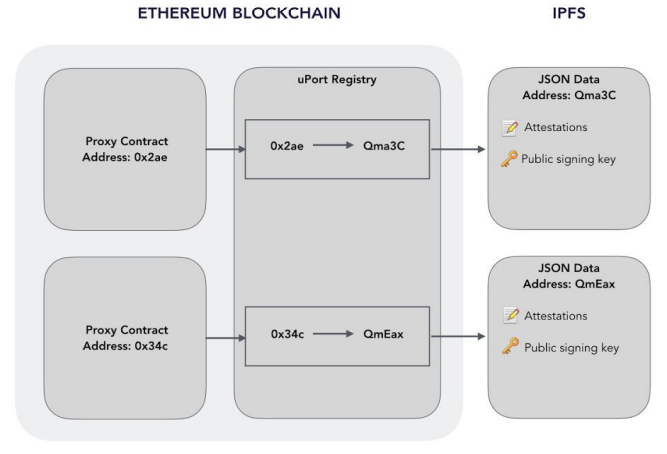 ETHEREUM BLOCKCHAIN
IPFS
uPort Registry
Proxy Contract
Address: 0x2ae
0x2ae
Qma3C
JSON Data
Address: Qma3C
Attestations
Public signing key
Proxy Contract
Address: 0x34c
0x34c
QmEax
JSON Data
Address: QmEax
Attestations
Public signing key